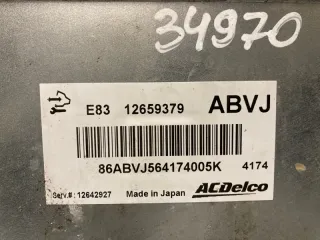 34970
E83 12659379 ABVJ
86ABVJ564174005K 4174
Serv.#: 12642927 Made in Japan ACDelco